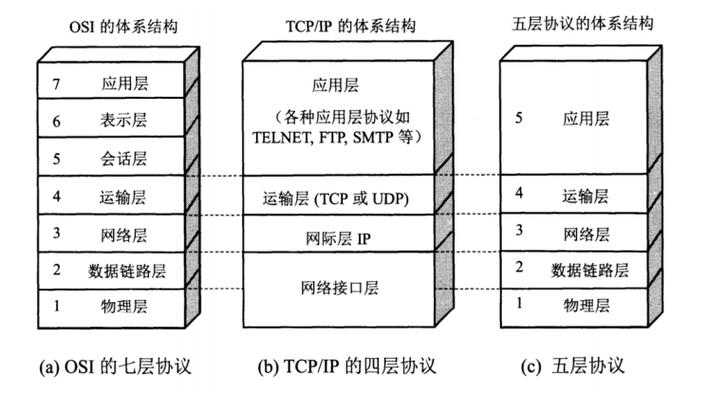 OSI 的体系结构
7 应用层
6 表示层
5 会话层
4 运输层
3 网络层
2 数据链路层
1 物理层
(a) OSI 的七层协议
TCP/IP 的体系结构
应用层
（各种应用层协议如
TELNET, FTP, SMTP 等）
运输层 (TCP 或 UDP)
网际层 IP
网络接口层
(b) TCP/IP 的四层协议
五层协议的体系结构
5 应用层
4 运输层
3 网络层
2 数据链路层
1 物理层
(c) 五层协议